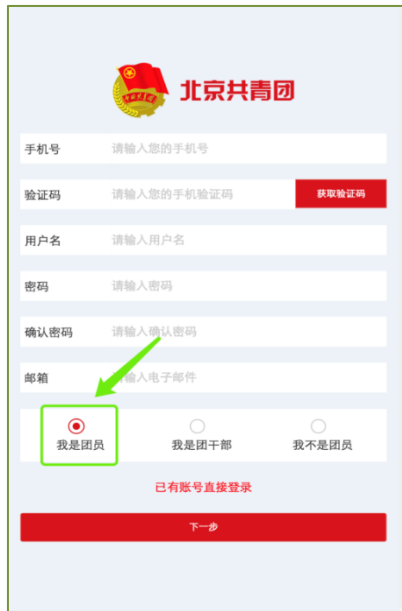 北京共青团
手机号 请输入您的手机号
验证码 请输入您的手机验证码 获取验证码
用户名 请输入用户名
密码 请输入密码
确认密码 请输入确认密码
邮箱 请输入电子邮件
我是团员 我是团干部 我不是团员
已有账号直接登录
下一步